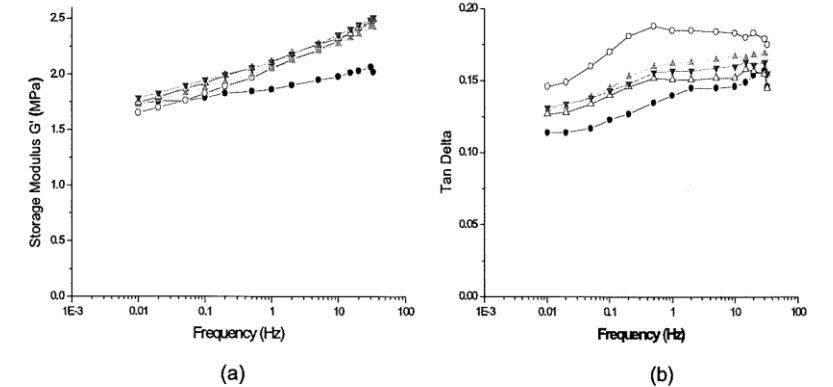 2.5
2.0
1.5
1.0
0.5
0.0
Storage Modulus G' (MPa)
1E-3 0.01 0.1 1 10 100
Frequency (Hz)
(a)
0.20
0.15
0.10
0.05
0.00
Tan Delta
1E-3 0.01 0.1 1 10 100
Frequency (Hz)
(b)